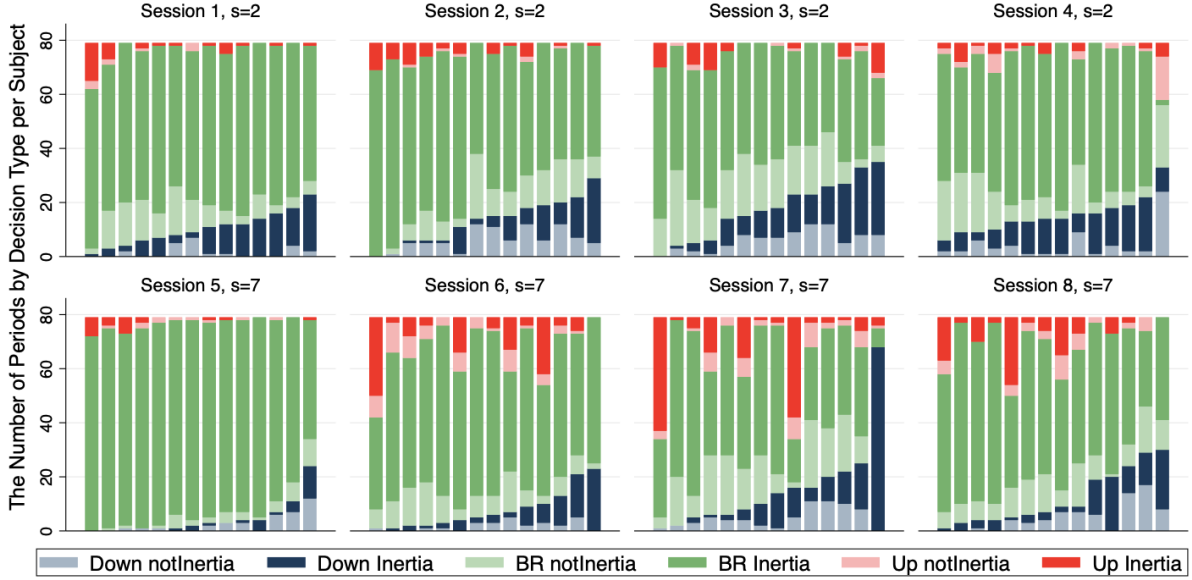 Session 1, s=2
Session 2, s=2
Session 3, s=2
Session 4, s=2
The Number of Periods by Decision Type per Subject
80
60
40
20
0
Session 5, s=7
Session 6, s=7
Session 7, s=7
Session 8, s=7
80
60
40
20
0
Down notInertia Down Inertia BR notInertia BR Inertia Up notInertia Up Inertia